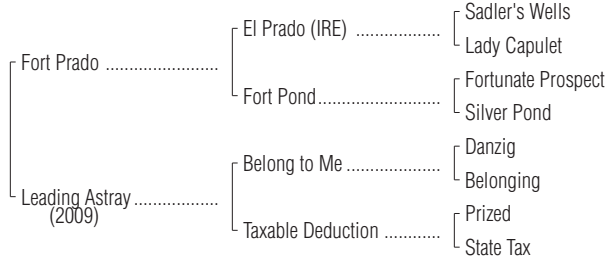 Sadler's Wells
El Prado (IRE) ...................
Lady Capulet
Fort Prado .........................
Fortunate Prospect
Fort Pond...........................
Silver Pond
Danzig
Belong to Me .....................
Belonging
Leading Astray ..................
(2009)
Prized
Taxable Deduction ............
State Tax